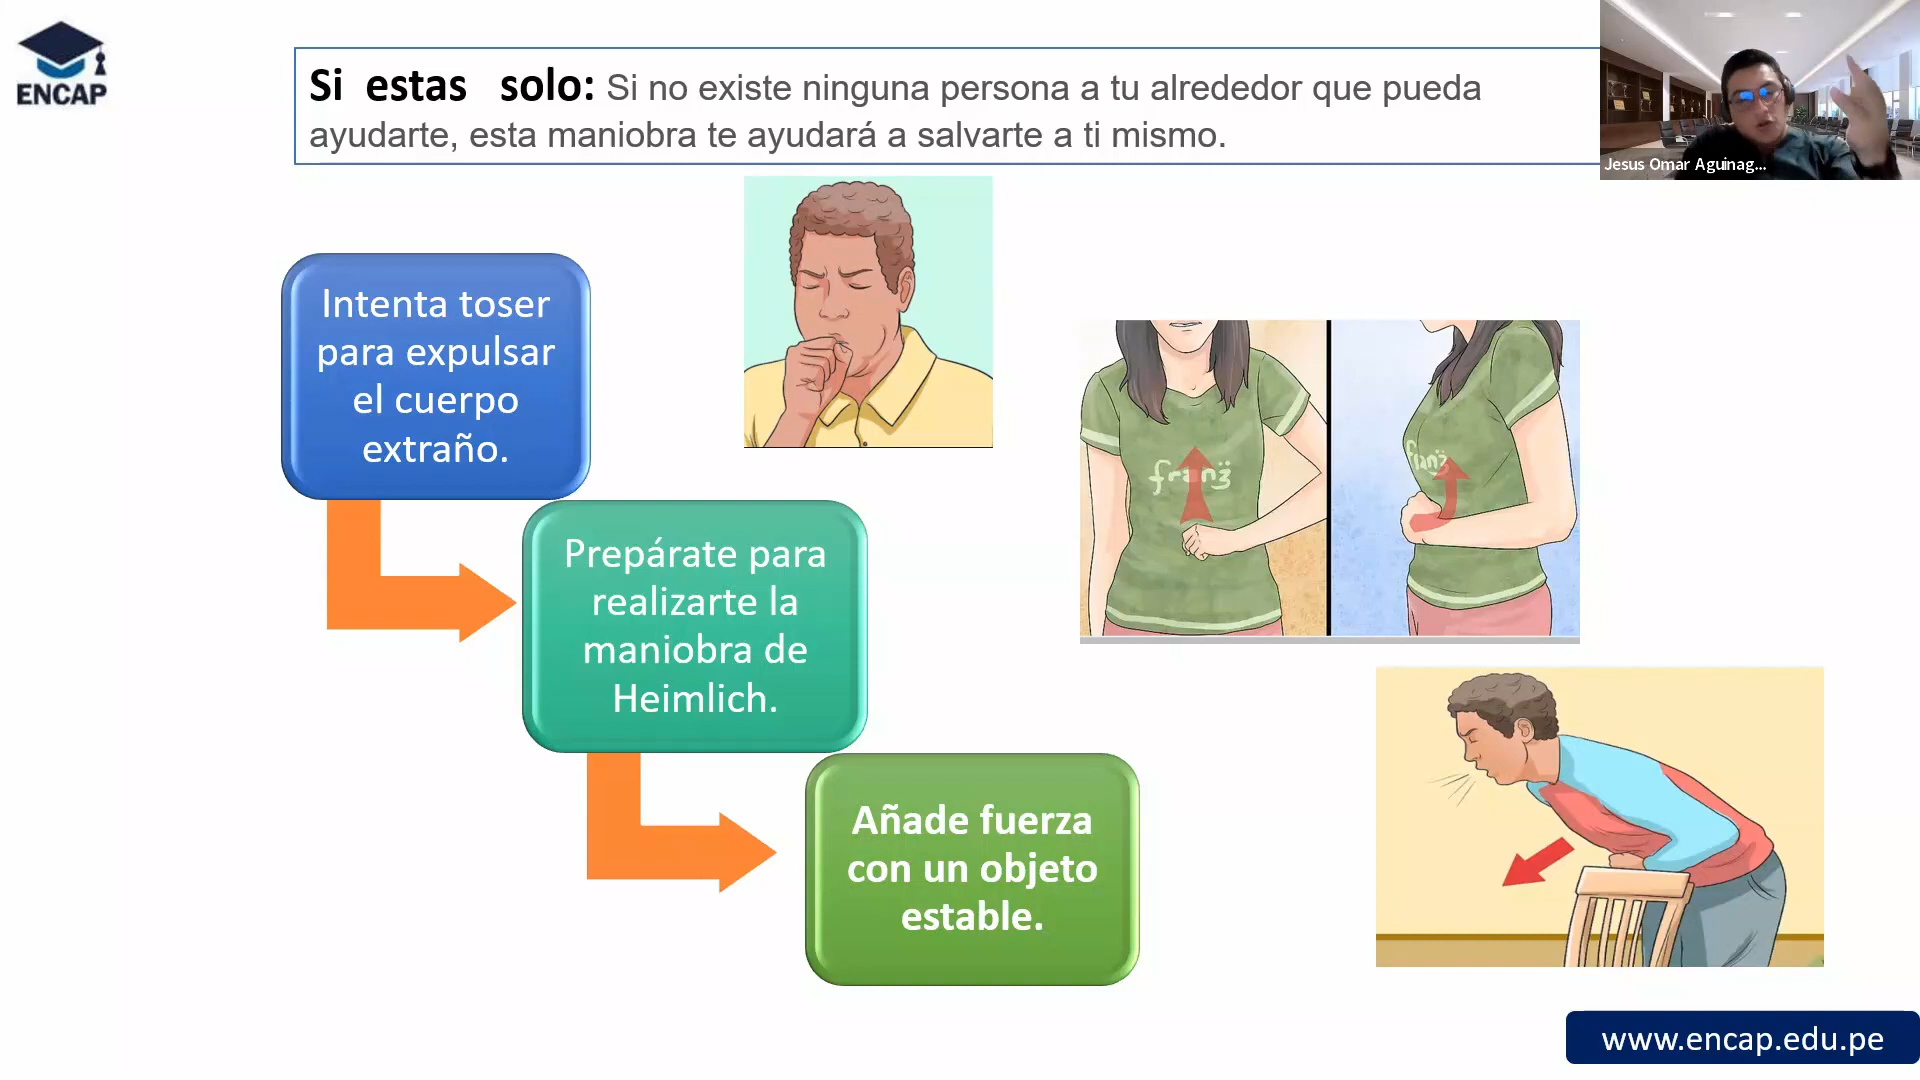 ENCAP
Si estas solo: Si no existe ninguna persona a tu alrededor que pueda
ayudarte, esta maniobra te ayudará a salvarte a ti mismo.
Jesus Omar Aguinag...
Intenta toser
para expulsar
el cuerpo
extraño.
franz̈
franz̈
Prepárate para
realizarte la
maniobra de
Heimlich.
Añade fuerza
con un objeto
estable.
www.encap.edu.pe